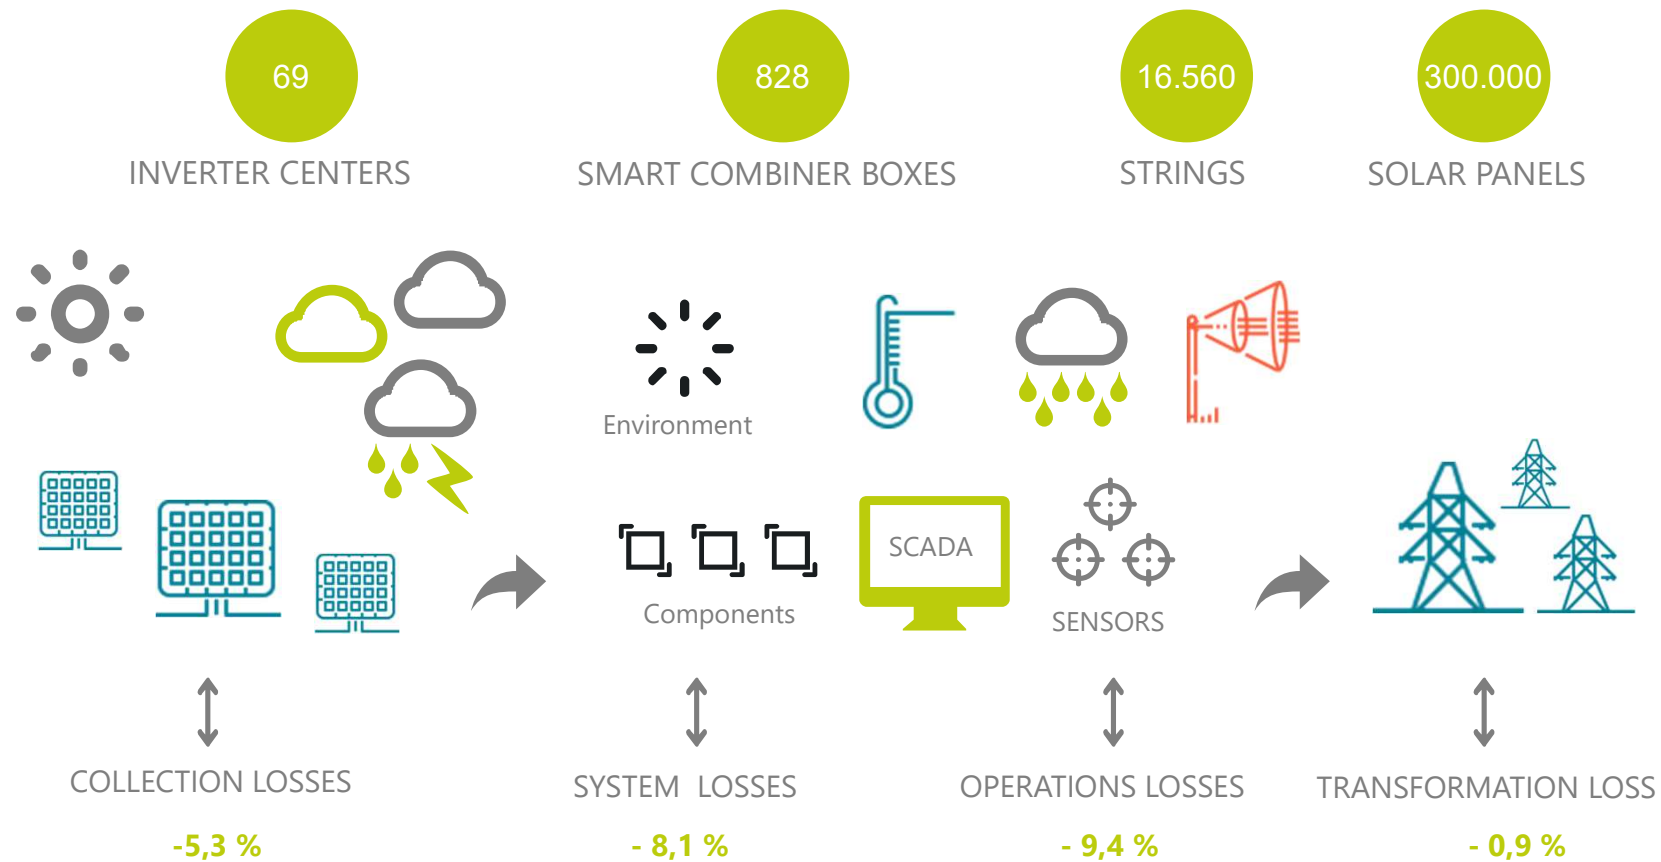 69
828
16.560
300.000
INVERTER CENTERS
SMART COMBINER BOXES
STRINGS
SOLAR PANELS
Environment
SCADA
Components
SENSORS
COLLECTION LOSSES
SYSTEM LOSSES
OPERATIONS LOSSES
TRANSFORMATION LOSS
-5,3 %
- 8,1 %
- 9,4 %
- 0,9 %